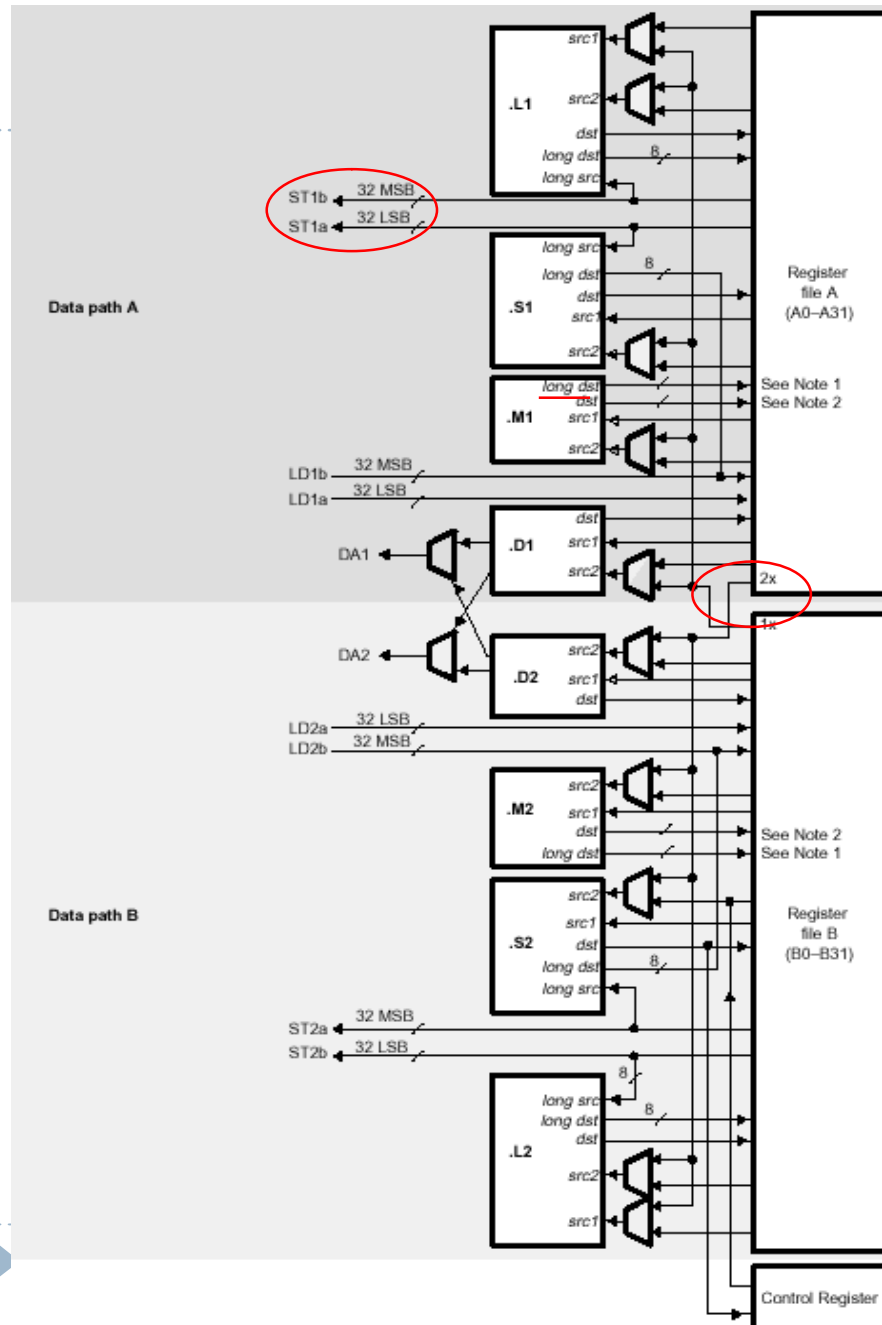 src1
.L1
src2
dst
long dst
8
long src
ST1b
32 MSB
ST1a
32 LSB
long src
long dst
8
Register
file A
(A0–A31)
Data path A
dst
.S1
src1
src2
long dst
See Note 1
dst
See Note 2
.M1
src1
src2
LD1b
32 MSB
LD1a
32 LSB
dst
DA1
.D1
src1
src2
2x
1x
DA2
src2
.D2
src1
dst
LD2a
32 LSB
LD2b
32 MSB
src2
.M2
src1
dst
See Note 2
long dst
See Note 1
src2
Data path B
Register
file B
(B0–B31)
src1
.S2
dst
long dst
8
long src
ST2a
32 MSB
ST2b
32 LSB
8
long src
long dst
8
dst
.L2
src2
src1
Control Register